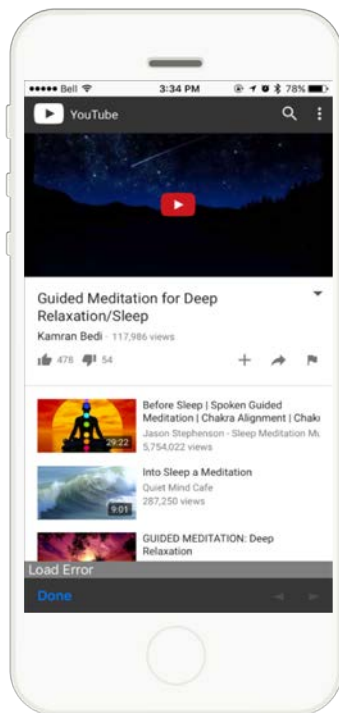 Bell 3:34 PM 78%
YouTube
Guided Meditation for Deep
Relaxation/Sleep
Kamran Bedi · 117,986 views
478 54
Before Sleep | Spoken Guided
Meditation | Chakra Alignment | Chak
29:22
Jason Stephenson - Sleep Meditation Mu
5,754,022 views
Into Sleep a Meditation
Quiet Mind Cafe
9:01
287,250 views
GUIDED MEDITATION: Deep
Relaxation
Load Error
Done